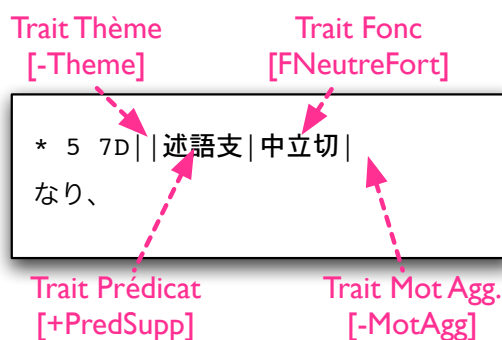 Trait Thème Trait Fonc
[-Theme] [FNeutreFort]
* 5 7D||述語支|中立切|
なり、
Trait Prédicat Trait Mot Agg.
[+PredSupp] [-MotAgg]